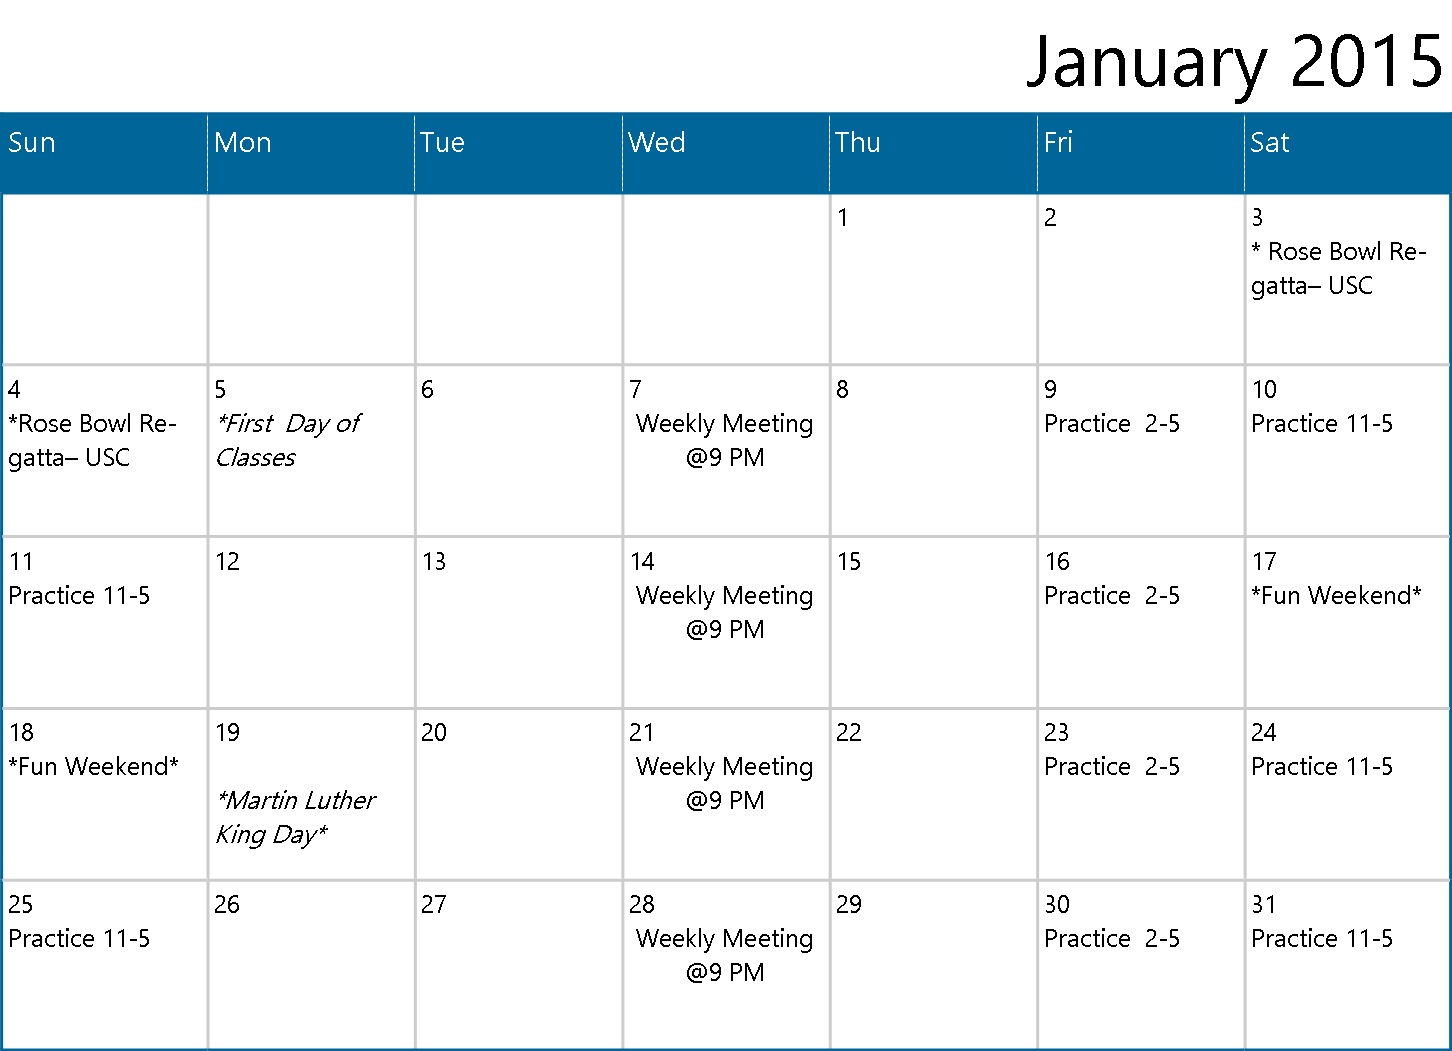 January 2015
Sun Mon Tue Wed Thu Fri Sat
1
2
3
* Rose Bowl Re-
gatta– USC
4
*Rose Bowl Re-
gatta– USC
5
*First  Day of
Classes
6
7
Weekly Meeting
@9 PM
8
9
Practice  2-5
10
Practice 11-5
11
Practice 11-5
12
13
14
Weekly Meeting
@9 PM
15
16
Practice  2-5
17
*Fun Weekend*
18
*Fun Weekend*
19
*Martin Luther
King Day*
20
21
Weekly Meeting
@9 PM
22
23
Practice  2-5
24
Practice 11-5
25
Practice 11-5
26
27
28
Weekly Meeting
@9 PM
29
30
Practice  2-5
31
Practice 11-5